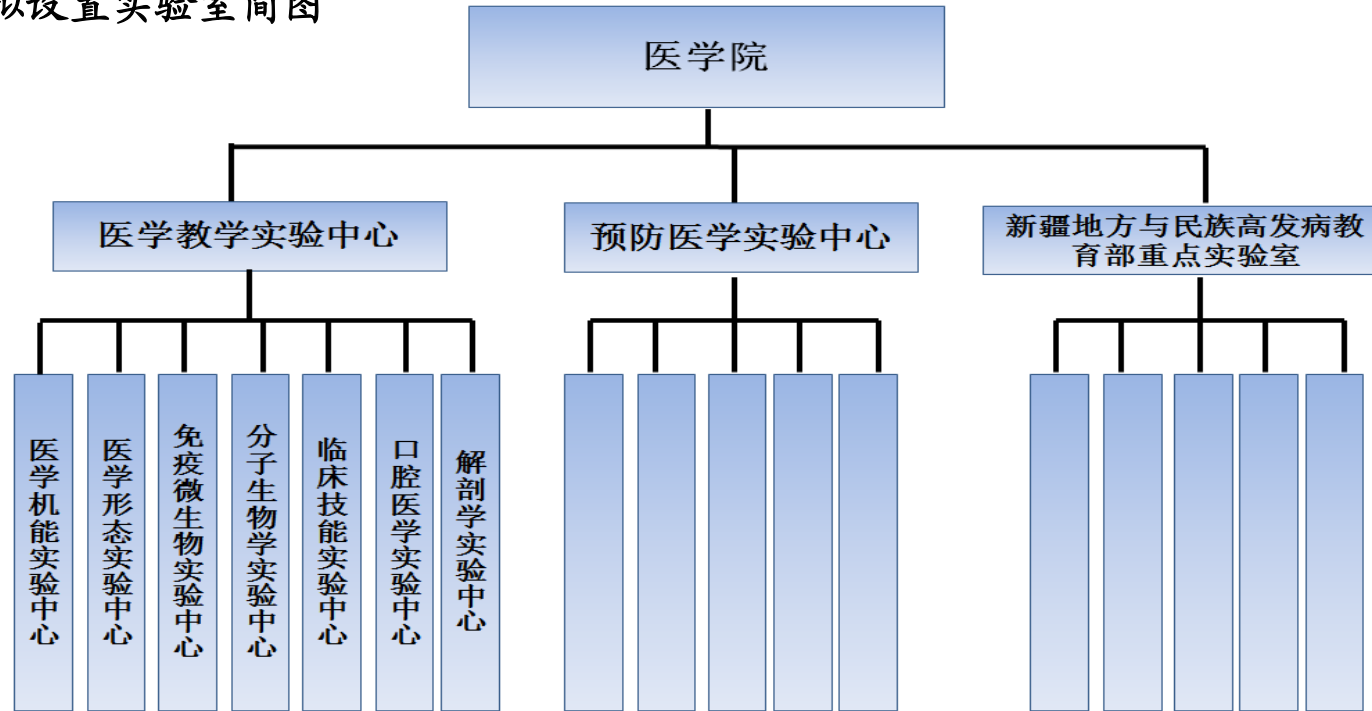 拟设置实验室简图
医学院
医学教学实验中心
预防医学实验中心
新疆地方与民族高发病教
育部重点实验室
医学机能实验中心
医学形态实验中心
免疫微生物实验中心
分子生物学实验中心
临床技能实验中心
口腔医学实验中心
解剖学实验中心